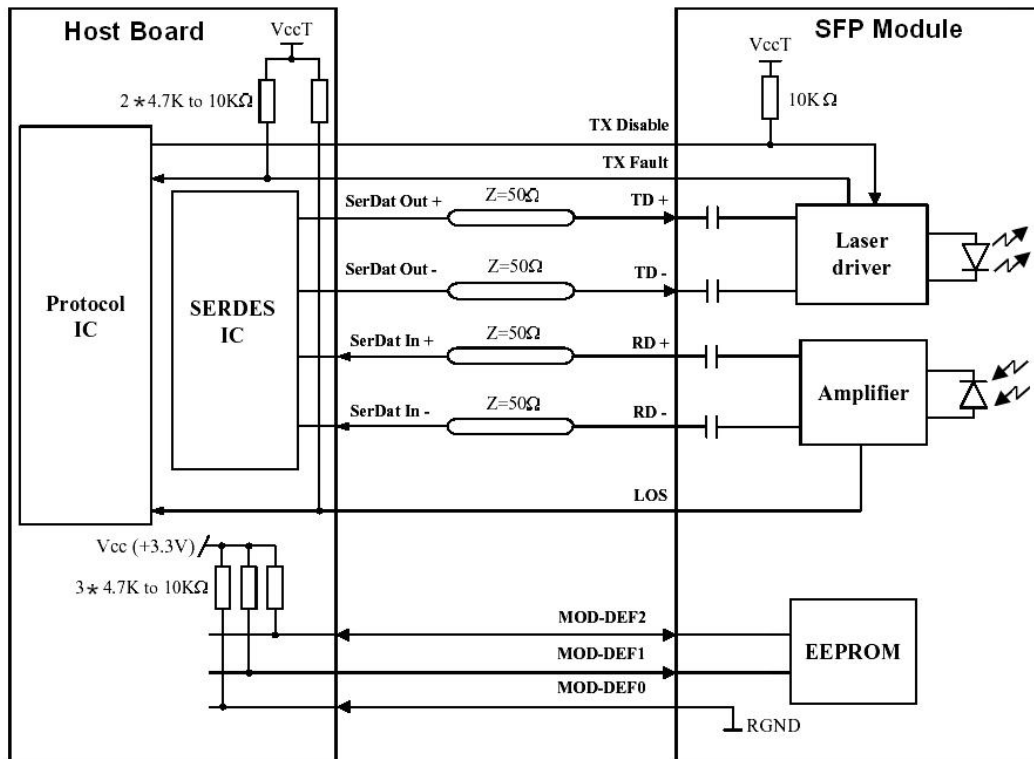 Host Board
SFP Module
VccT
VccT
2*4.7K to 10KΩ
10KΩ
TX Disable
TX Fault
SerDat Out +
Z=50Ω
TD +
SerDat Out -
Z=50Ω
TD -
Laser
driver
Protocol
IC
SERDES
IC
SerDat In +
Z=50Ω
RD +
SerDat In -
Z=50Ω
RD -
Amplifier
LOS
Vcc (+3.3V)
3*4.7K to 10KΩ
MOD-DEF2
MOD-DEF1
MOD-DEF0
EEPROM
RGND